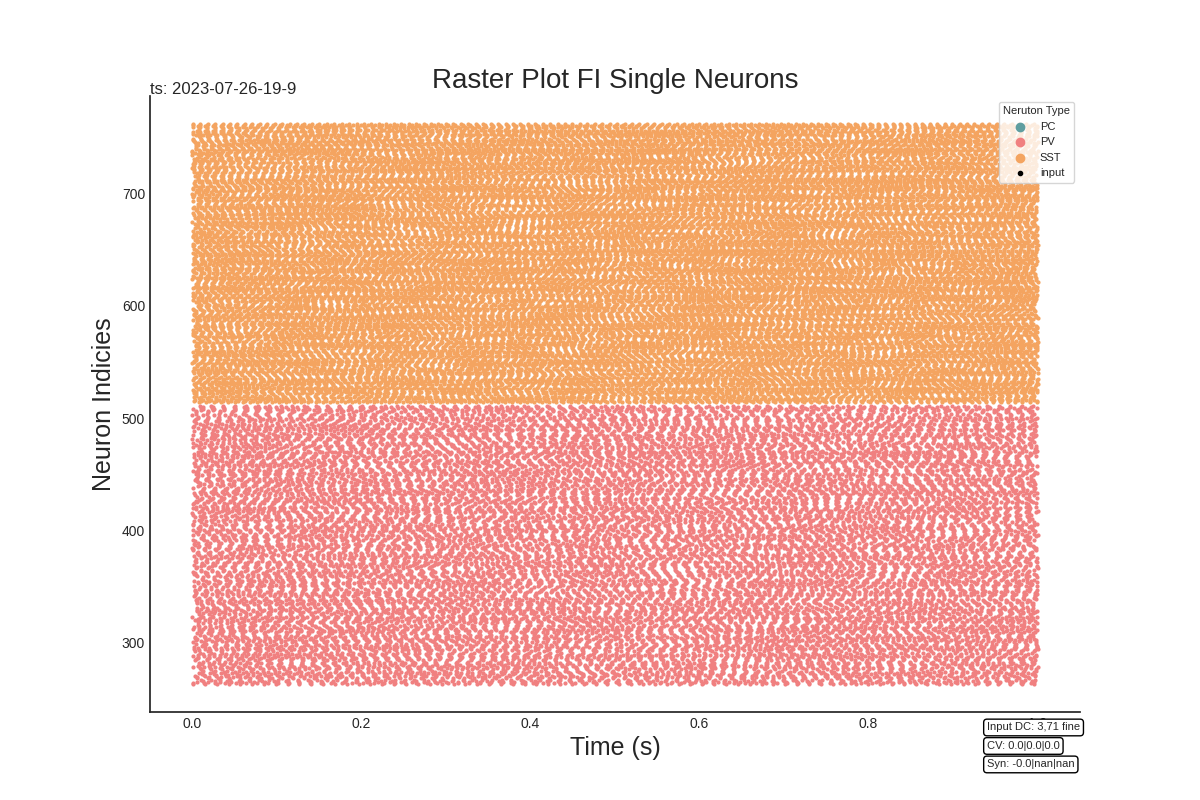 Raster Plot FI Single Neurons
ts: 2023-07-26-19-9
Neruton Type
PC
PV
SST
input
700
600
500
400
300
Neuron Indicies
0.0 0.2 0.4 0.6 0.8
Time (s)
Input DC: 3,71 fine
CV: 0.0|0.0|0.0
Syn: -0.0|nan|nan